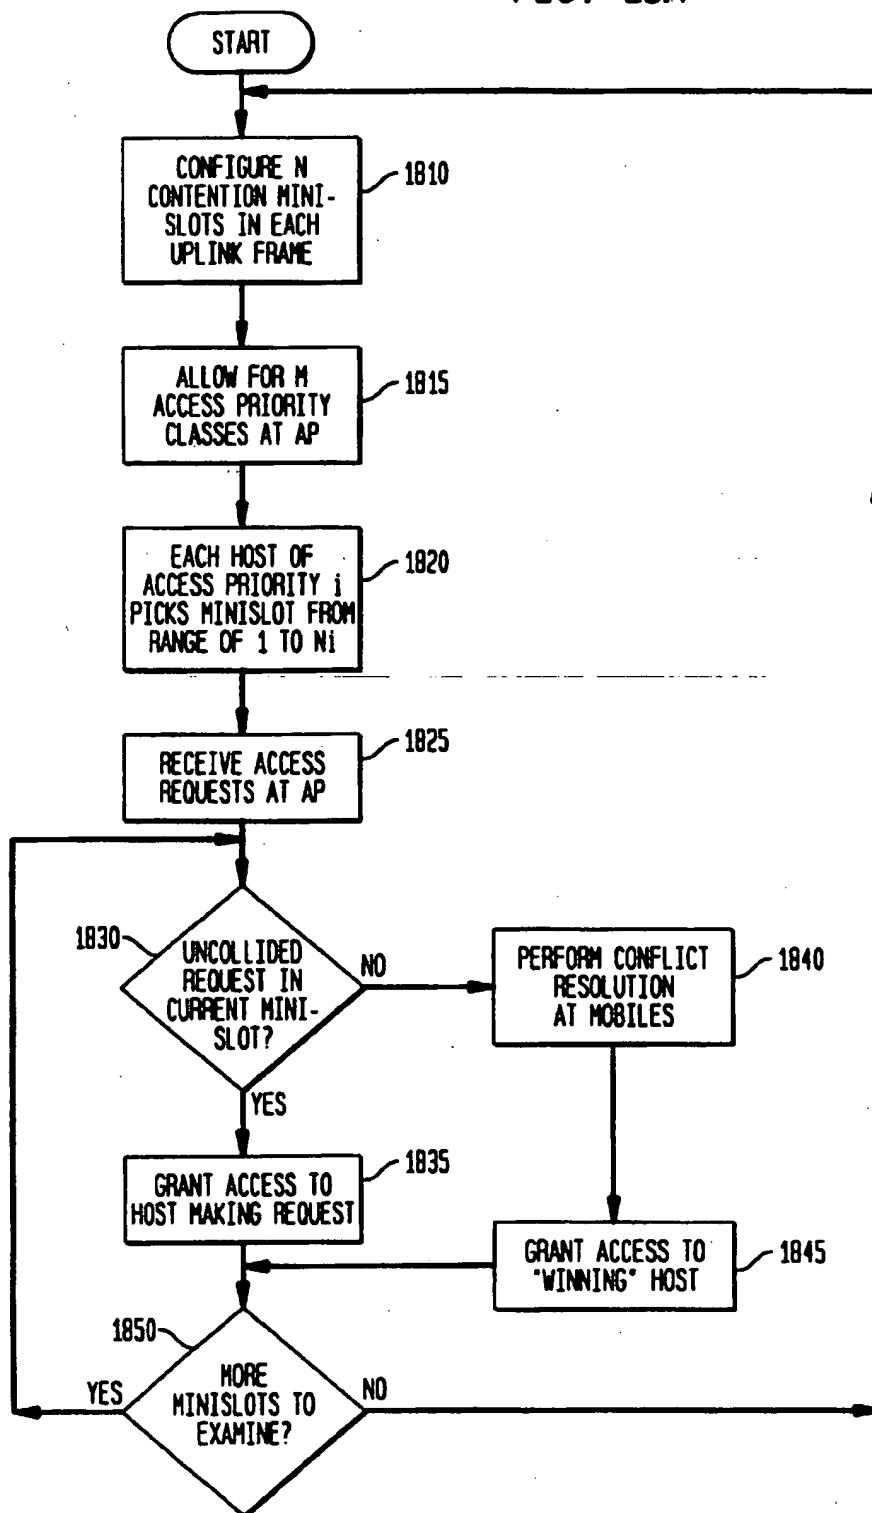 START
CONFIGURE N
CONTENTION MINI-
SLOTS IN EACH
UPLINK FRAME
1810
ALLOW FOR M
ACCESS PRIORITY
CLASSES AT AP
1815
EACH HOST OF
ACCESS PRIORITY i
PICKS MINISLOT FROM
RANGE OF 1 TO Ni
1820
RECEIVE ACCESS
REQUESTS AT AP
1825
1830
UNCOLLIDED
REQUEST IN
CURRENT MINI-
SLOT?
NO
YES
PERFORM CONFLICT
RESOLUTION
AT MOBILES
1840
GRANT ACCESS TO
HOST MAKING REQUEST
1835
GRANT ACCESS TO
"WINNING" HOST
1845
1850
MORE
MINISLOTS TO
EXAMINE?
YES
NO